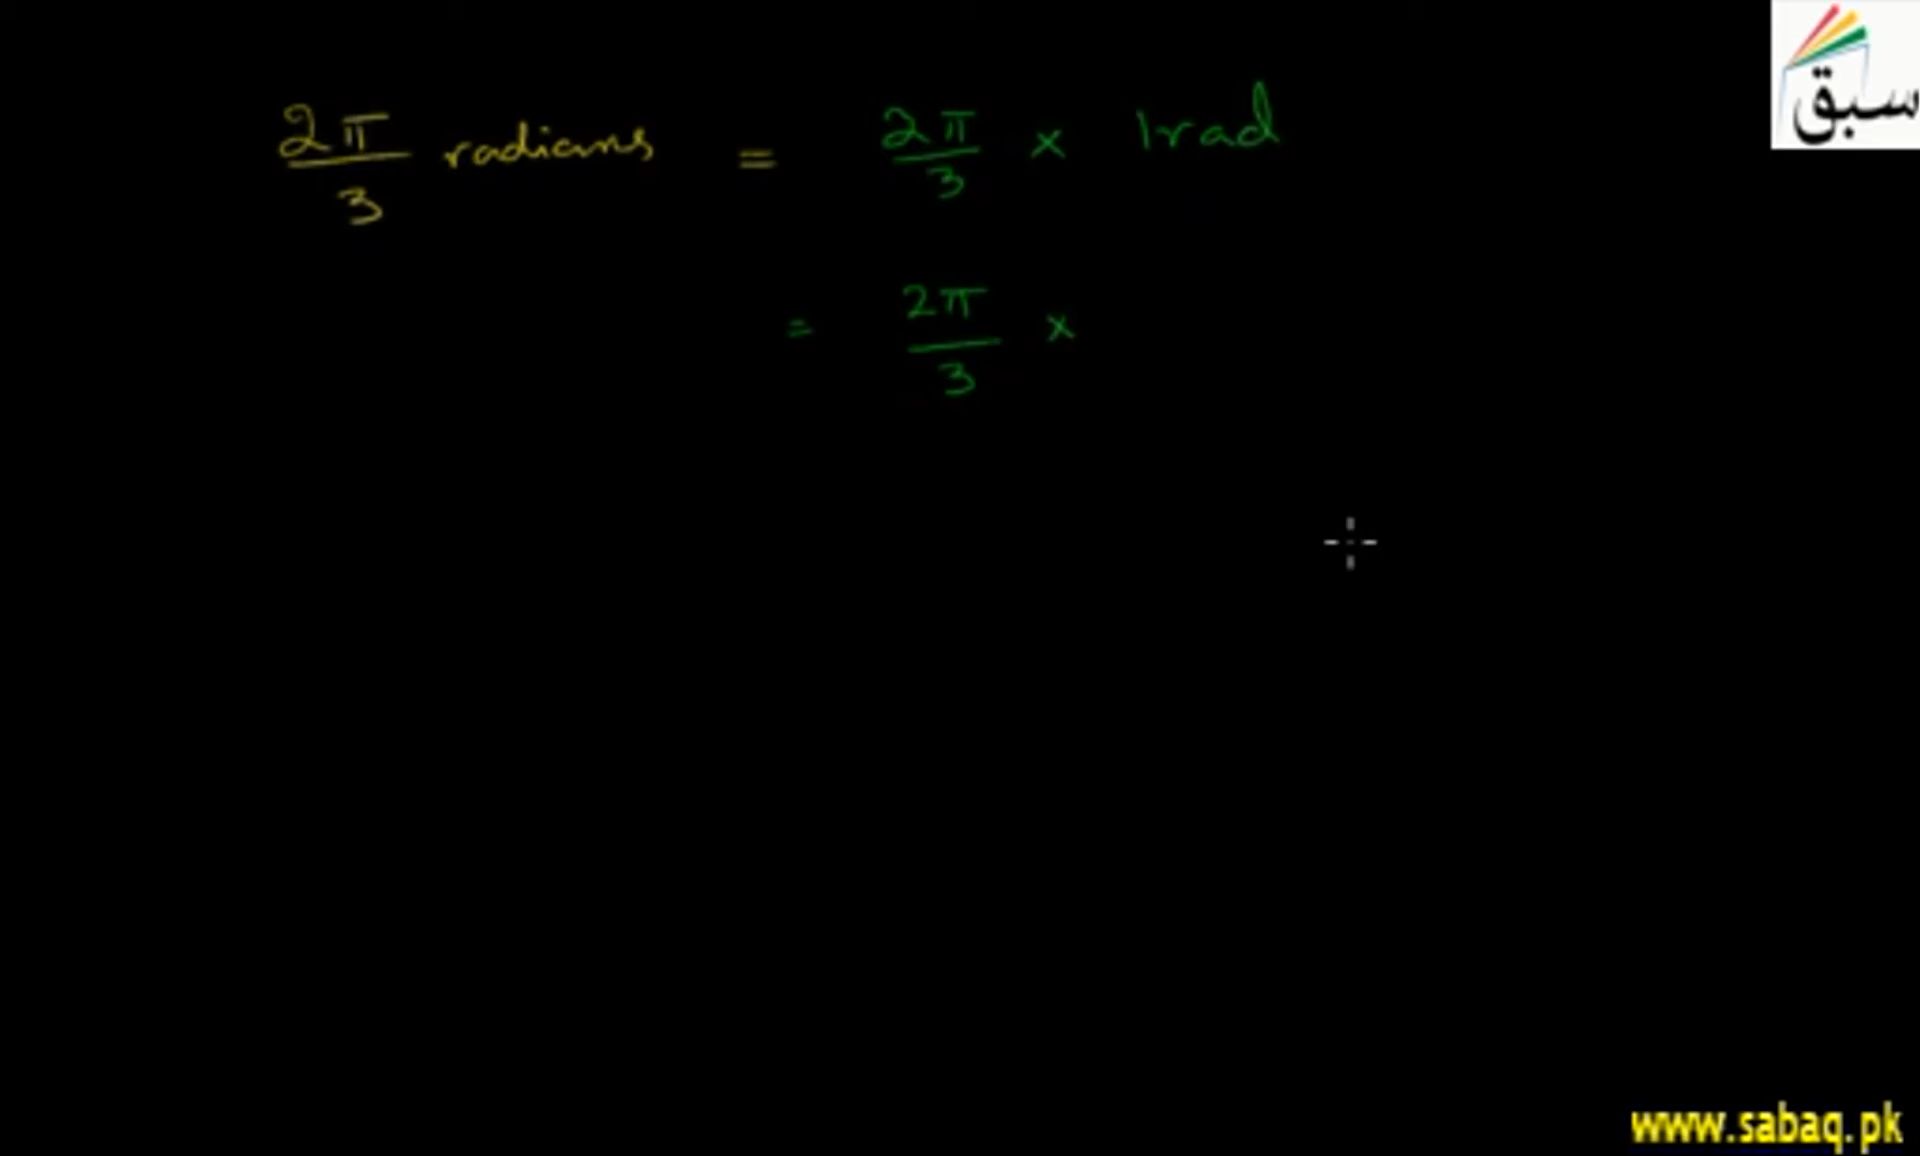 2π/3 radians = 2π/3 × 1rad
سبق
= 2π/3 ×
www.sabaq.pk